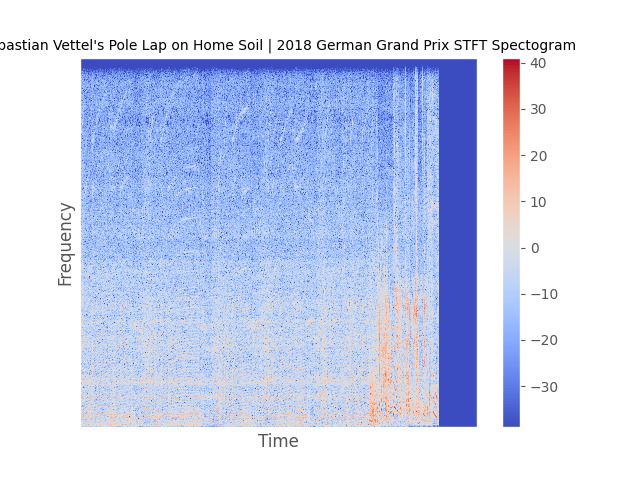 bastian Vettel's Pole Lap on Home Soil | 2018 German Grand Prix STFT Spectogram
Frequency
Time
40
30
20
10
0
−10
−20
−30